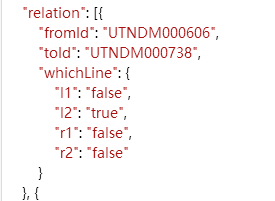 "relation": [{
"fromId": "UTNDM000606",
"toId": "UTNDM000738",
"whichLine": {
"l1": "false",
"l2": "true",
"r1": "false",
"r2": "false"
}
}, {